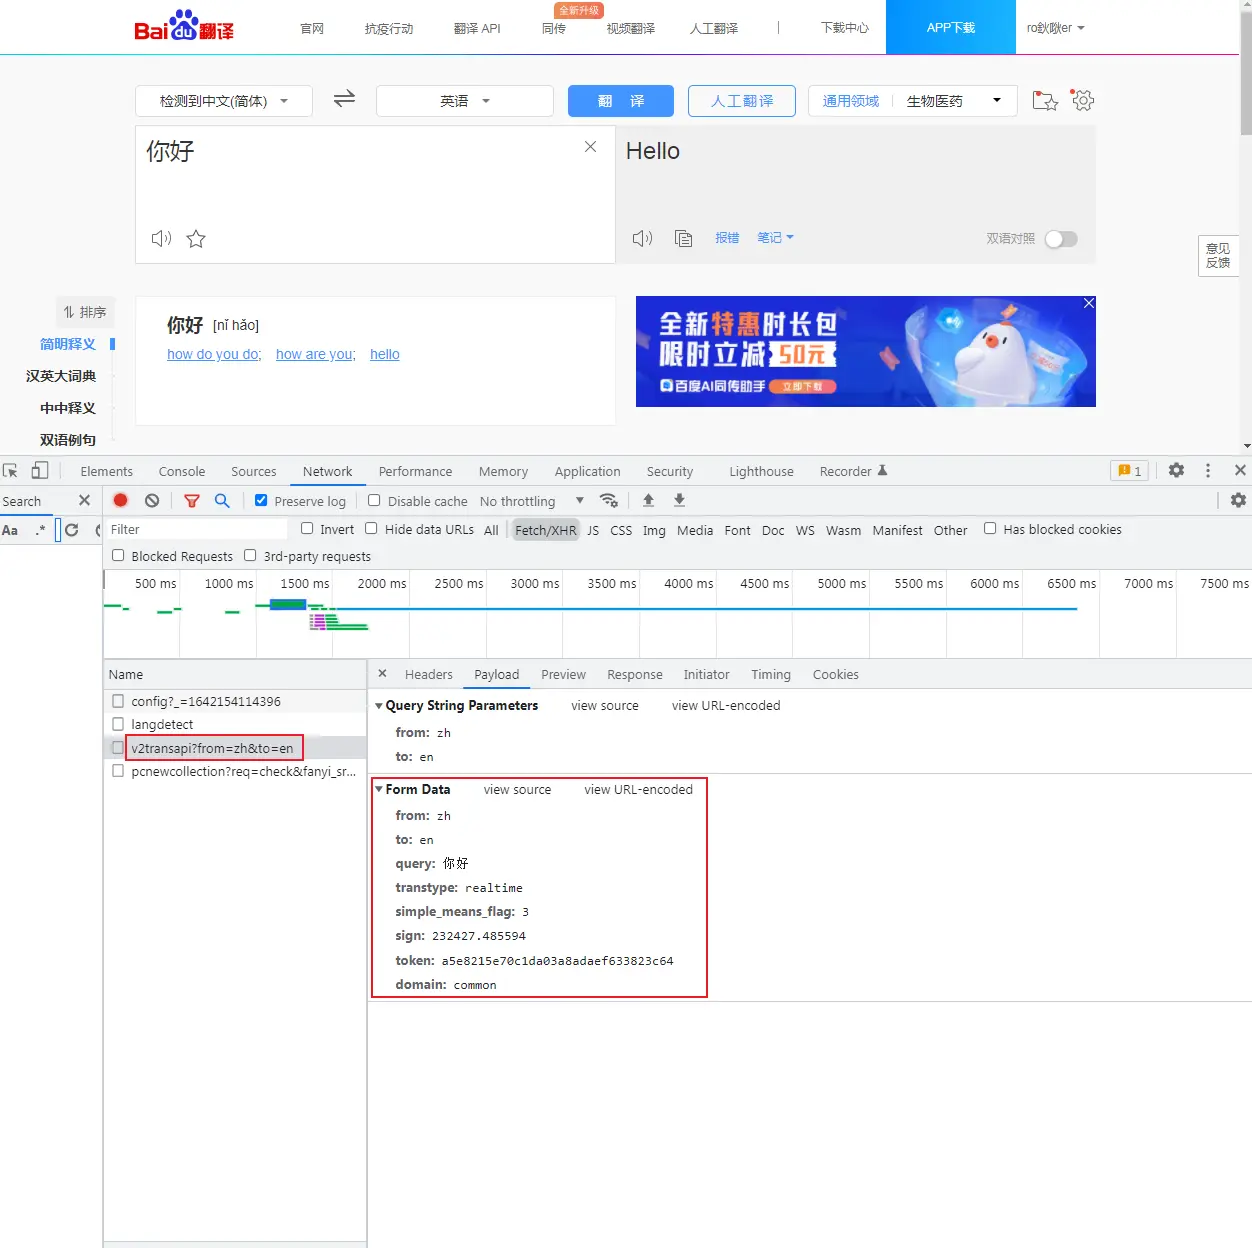 Baidu翻译 官网 抗疫行动 翻译 API 同传 全新升级 视频翻译 人工翻译 | 下载中心 APP下载 ro鈥歍er
检测到中文(简体) 英语 翻 译 人工翻译 通用领域 生物医药
你好 Hello
报错 笔记 双语对照
意见
反馈
排序
简明释义
汉英大词典
中中释义
双语例句
你好 [nǐ hǎo]
how do you do; how are you; hello
全新特惠时长包
限时立减50元
百度AI同传助手 立即下载
Elements Console Sources Network Performance Memory Application Security Lighthouse Recorder 1
Search Preserve log Disable cache No throttling
Aa .* Filter Invert Hide data URLs All Fetch/XHR JS CSS Img Media Font Doc WS Wasm Manifest Other Has blocked cookies
Blocked Requests 3rd-party requests
500 ms 1000 ms 1500 ms 2000 ms 2500 ms 3000 ms 3500 ms 4000 ms 4500 ms 5000 ms 5500 ms 6000 ms 6500 ms 7000 ms 7500 ms
Name
config?_=1642154114396
langdetect
v2transapi?from=zh&to=en
pcnewcollection?req=check&fanyi_sr...
Headers Payload Preview Response Initiator Timing Cookies
Query String Parameters view source view URL-encoded
from: zh
to: en
Form Data view source view URL-encoded
from: zh
to: en
query: 你好
transtype: realtime
simple_means_flag: 3
sign: 232427.485594
token: a5e8215e70c1da03a8adaef633823c64
domain: common